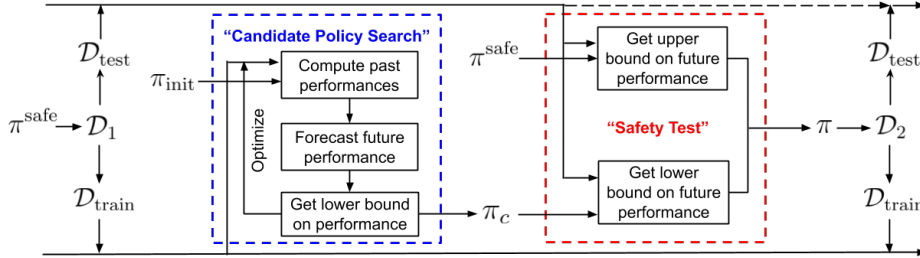 π^safe
D_1
D_test
D_train
“Candidate Policy Search”
π_init
Compute past
performances
Optimize
Forecast future
performance
Get lower bound
on performance
π_c
π^safe
Get upper
bound on future
performance
“Safety Test”
Get lower
bound on future
performance
π
D_2
D_test
D_train